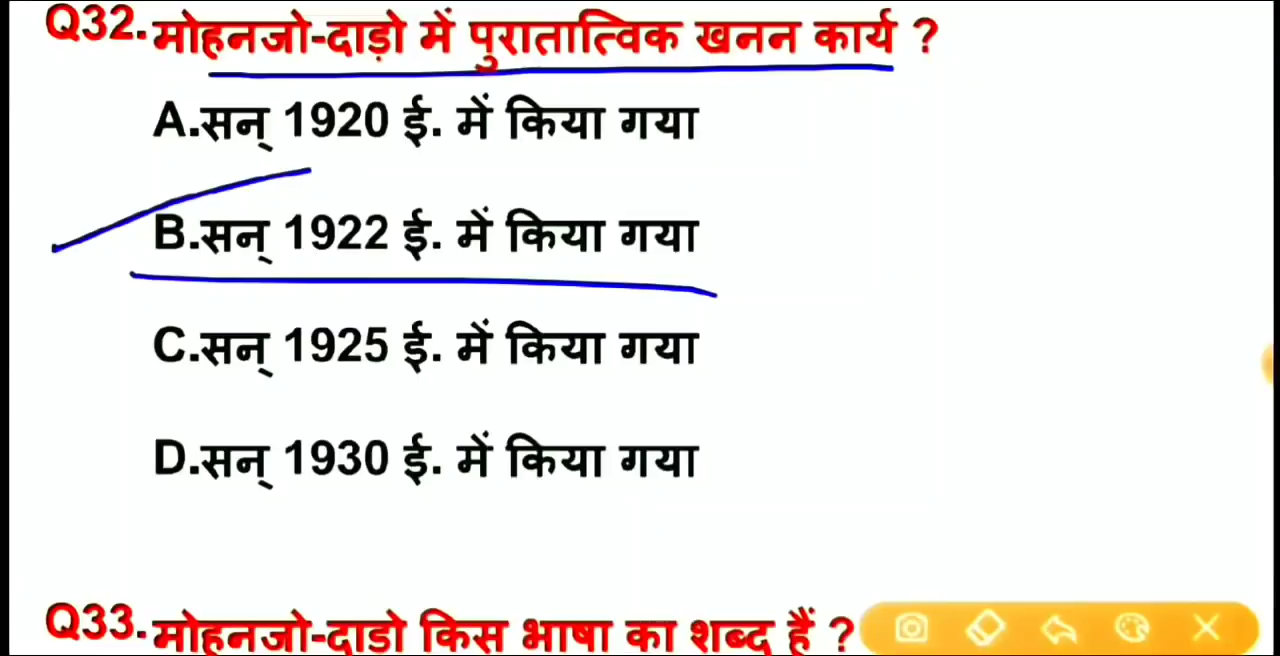 Q32.मोहनजो-दाड़ो में पुरातात्विक खनन कार्य ?
A.सन् 1920 ई. में किया गया
B.सन् 1922 ई. में किया गया
C.सन् 1925 ई. में किया गया
D.सन् 1930 ई. में किया गया
Q33.मोहनजो-दाडो किस भाषा का शब्द हैं ?